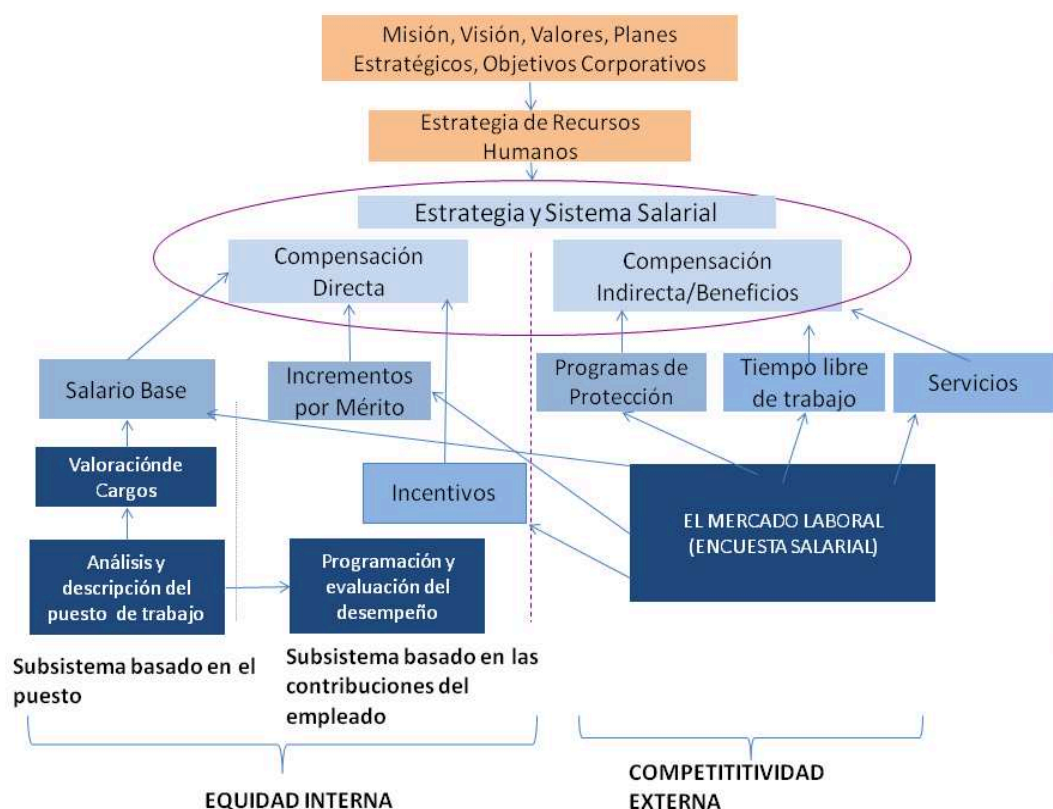 Misión, Visión, Valores, Planes
Estratégicos, Objetivos Corporativos
Estrategia de Recursos
Humanos
Estrategia y Sistema Salarial
Compensación
Directa
Compensación
Indirecta/Beneficios
Salario Base
Incrementos
por Mérito
Programas de
Protección
Tiempo libre
de trabajo
Servicios
Valoraciónde
Cargos
Incentivos
EL MERCADO LABORAL
(ENCUESTA SALARIAL)
Análisis y
descripción del
puesto de trabajo
Programación y
evaluación del
desempeño
Subsistema basado en el
puesto
Subsistema basado en las
contribuciones del
empleado
EQUIDAD INTERNA
COMPETITITIVIDAD
EXTERNA